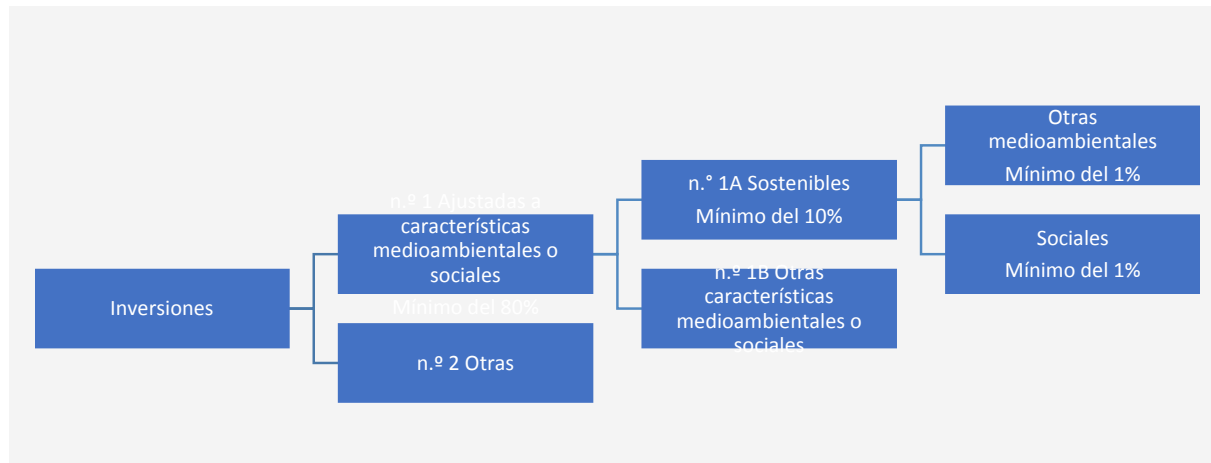 Inversiones
n.º 1 Ajustadas a
características
medioambientales o
sociales
Mínimo del 80%
n.º 2 Otras
n.° 1A Sostenibles
Mínimo del 10%
n.º 1B Otras
características
medioambientales o
sociales
Otras
medioambientales
Mínimo del 1%
Sociales
Mínimo del 1%